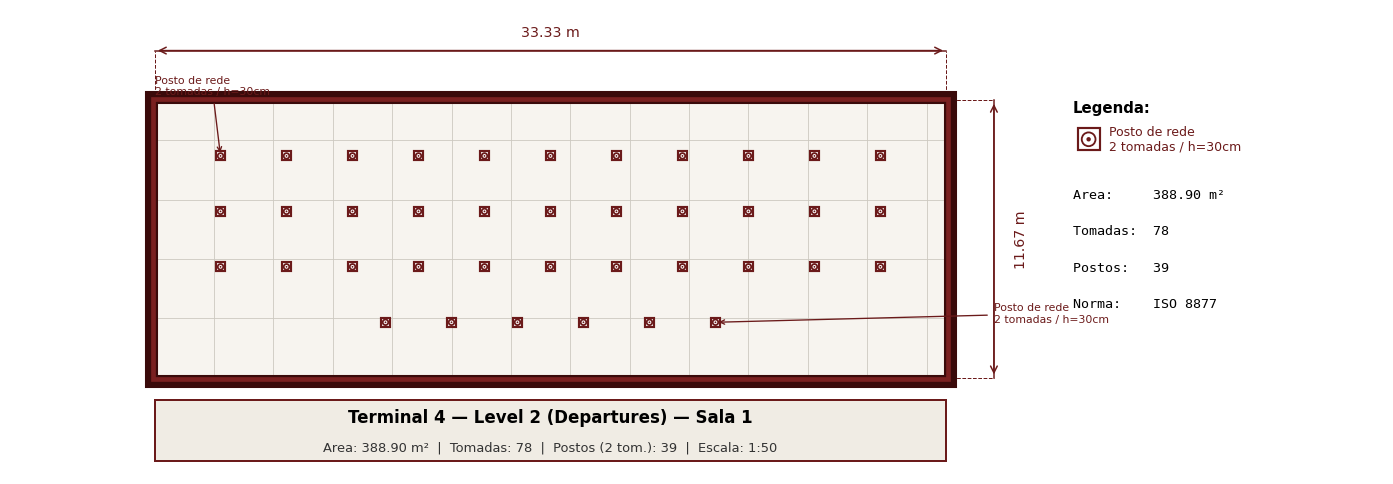 33.33 m
Posto de rede
2 tomadas / h=30cm
Legenda:
Posto de rede
2 tomadas / h=30cm
Area: 388.90 m²
Tomadas: 78
Postos: 39
Norma: ISO 8877
11.67 m
Posto de rede
2 tomadas / h=30cm
Terminal 4 — Level 2 (Departures) — Sala 1
Area: 388.90 m² | Tomadas: 78 | Postos (2 tom.): 39 | Escala: 1:50